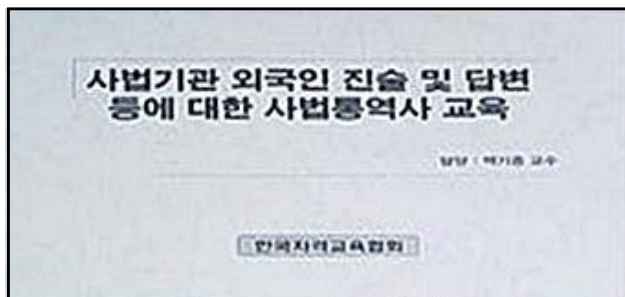 사법기관 외국인 진술 및 답변
등에 대한 사법통역사 교육
담당 : 교수
한국자격교육협회